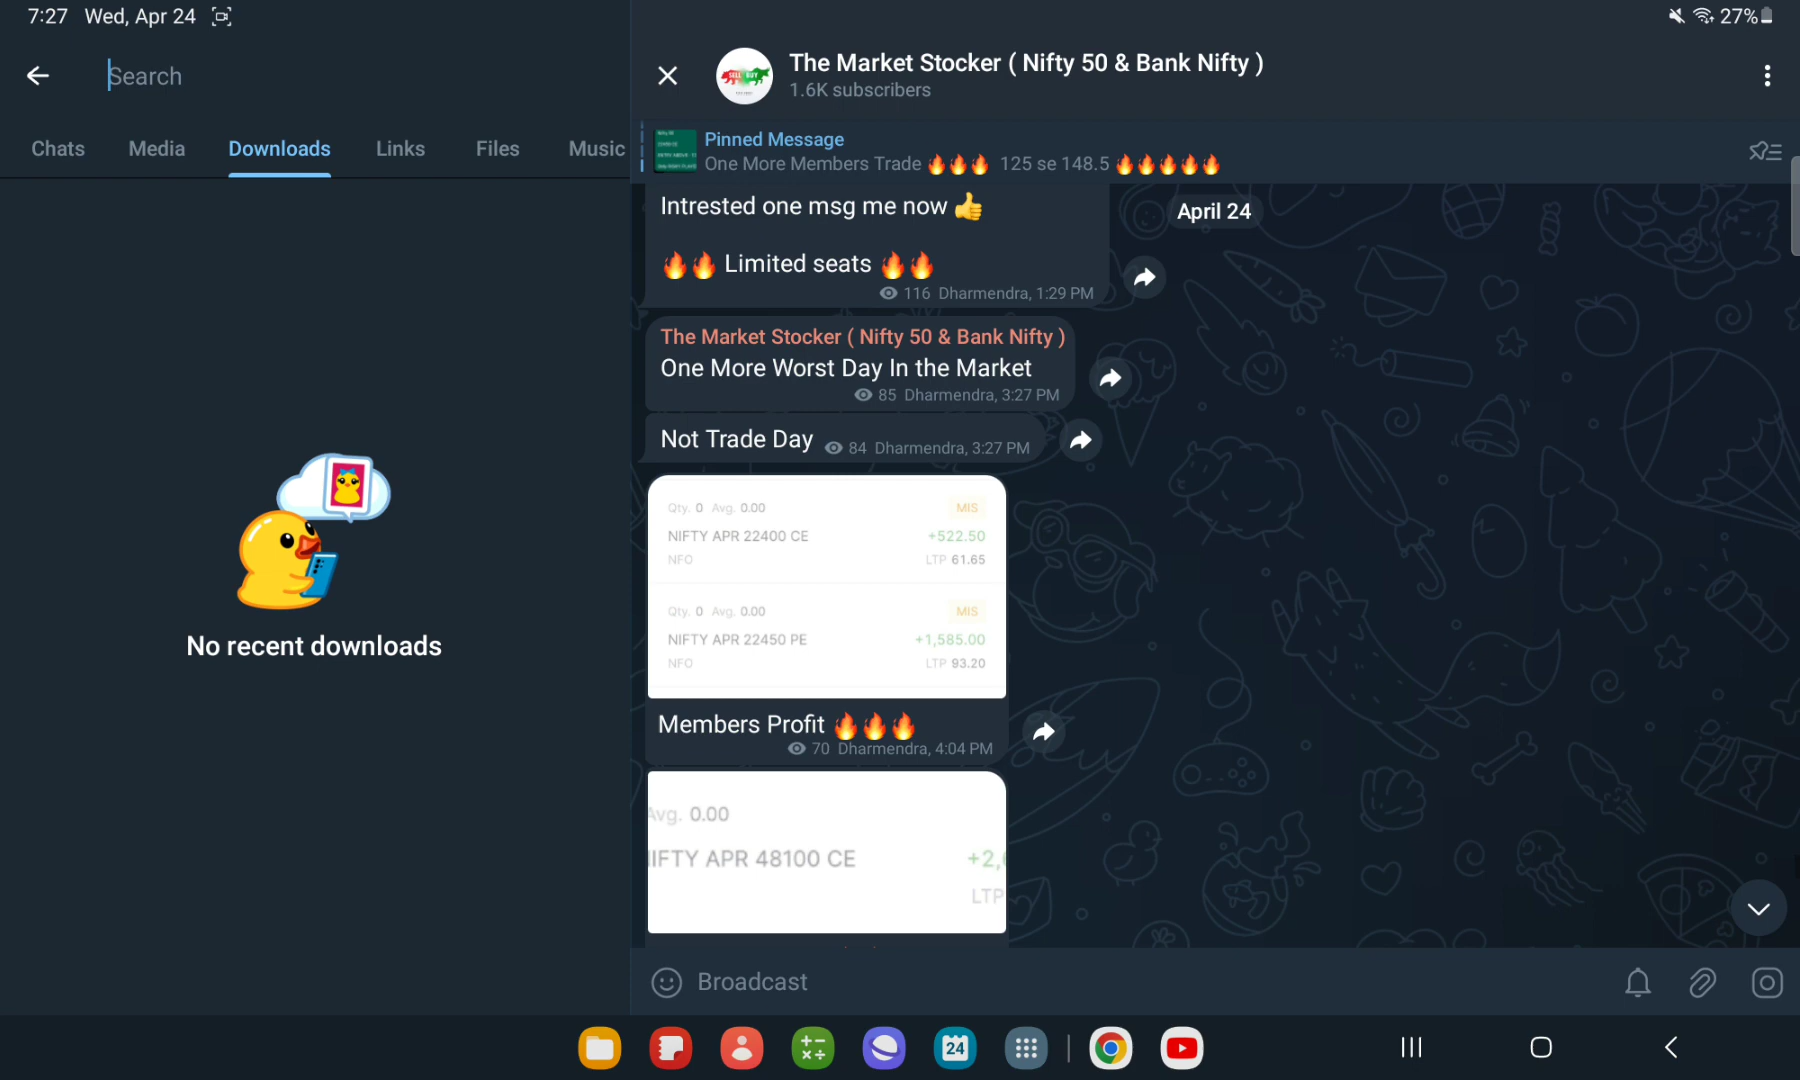 7:27 Wed, Apr 24
27%
Search
Chats Media Downloads Links Files Music
No recent downloads
The Market Stocker ( Nifty 50 & Bank Nifty )
1.6K subscribers
Pinned Message
One More Members Trade 🔥🔥🔥 125 se 148.5 🔥🔥🔥🔥🔥
April 24
Intrested one msg me now 👍
🔥🔥 Limited seats 🔥🔥
116 Dharmendra, 1:29 PM
The Market Stocker ( Nifty 50 & Bank Nifty )
One More Worst Day In the Market
85 Dharmendra, 3:27 PM
Not Trade Day 84 Dharmendra, 3:27 PM
Qty. 0 Avg. 0.00 MIS
NIFTY APR 22400 CE +522.50
NFO LTP 61.65
Qty. 0 Avg. 0.00 MIS
NIFTY APR 22450 PE +1,585.00
NFO LTP 93.20
Members Profit 🔥🔥🔥
70 Dharmendra, 4:04 PM
Avg. 0.00
IFTY APR 48100 CE +2,
LTP
Broadcast
24